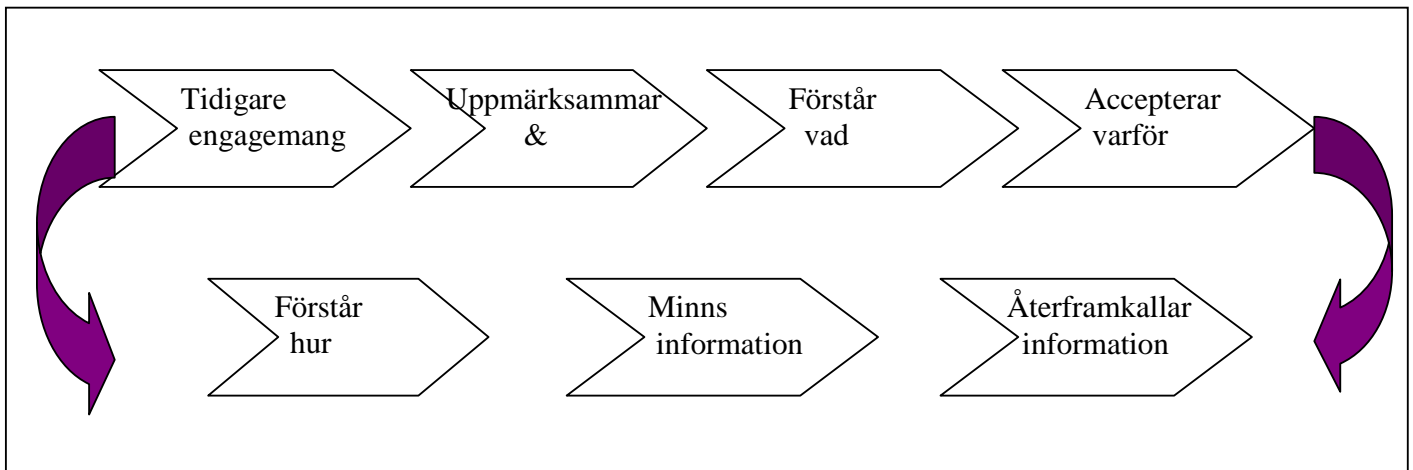 Tidigare
engagemang
Uppmärksammar
&
Förstår
vad
Accepterar
varför
Förstår
hur
Minns
information
Återframkallar
information